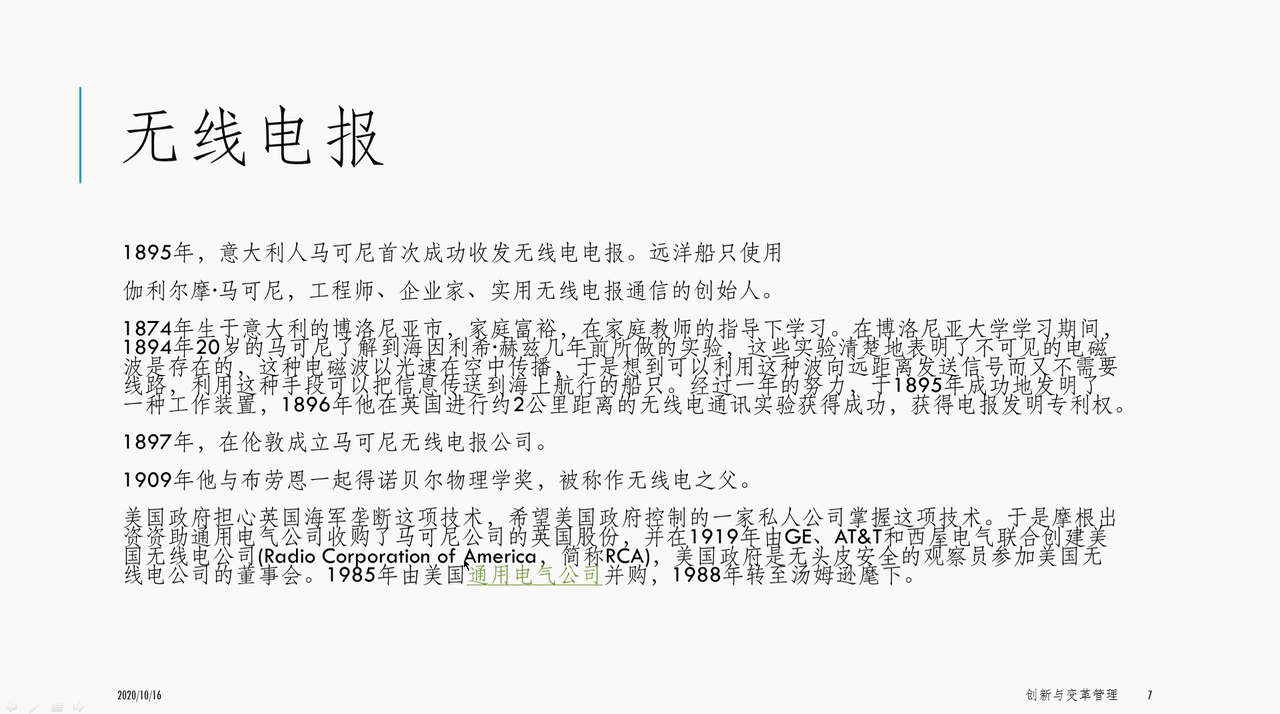 无线电报
1895年，意大利人马可尼首次成功收发无线电电报。远洋船只使用
伽利尔摩·马可尼，工程师、企业家、实用无线电报通信的创始人。
1874年生于意大利的博洛尼亚市，家庭富裕，在家庭教师的指导下学习。在博洛尼亚大学学习期间，
1894年20岁的马可尼了解到海因利希·赫兹几年前所做的实验，这些实验清楚地表明了不可见的电磁
波是存在的，这种电磁波以光速在空中传播，于是想到可以利用这种波向远距离发送信号而又不需要
线路，利用这种手段可以把信息传送到海上航行的船只。经过一年的努力，于1895年成功地发明了
一种工作装置，1896年他在英国进行约2公里距离的无线电通讯实验获得成功，获得电报发明专利权。
1897年，在伦敦成立马可尼无线电报公司。
1909年他与布劳恩一起得诺贝尔物理学奖，被称作无线电之父。
美国政府担心英国海军垄断这项技术，希望美国政府控制的一家私人公司掌握这项技术。于是摩根出
资资助通用电气公司收购了马可尼公司的英国股份，并在1919年由GE、AT&T和西屋电气联合创建美
国无线电公司(Radio Corporation of America，简称RCA)，美国政府是无头皮安全的观察员参加美国无
线电公司的董事会。1985年由美国通用电气公司并购，1988年转至汤姆逊麾下。
2020/10/16
创新与变革管理
7